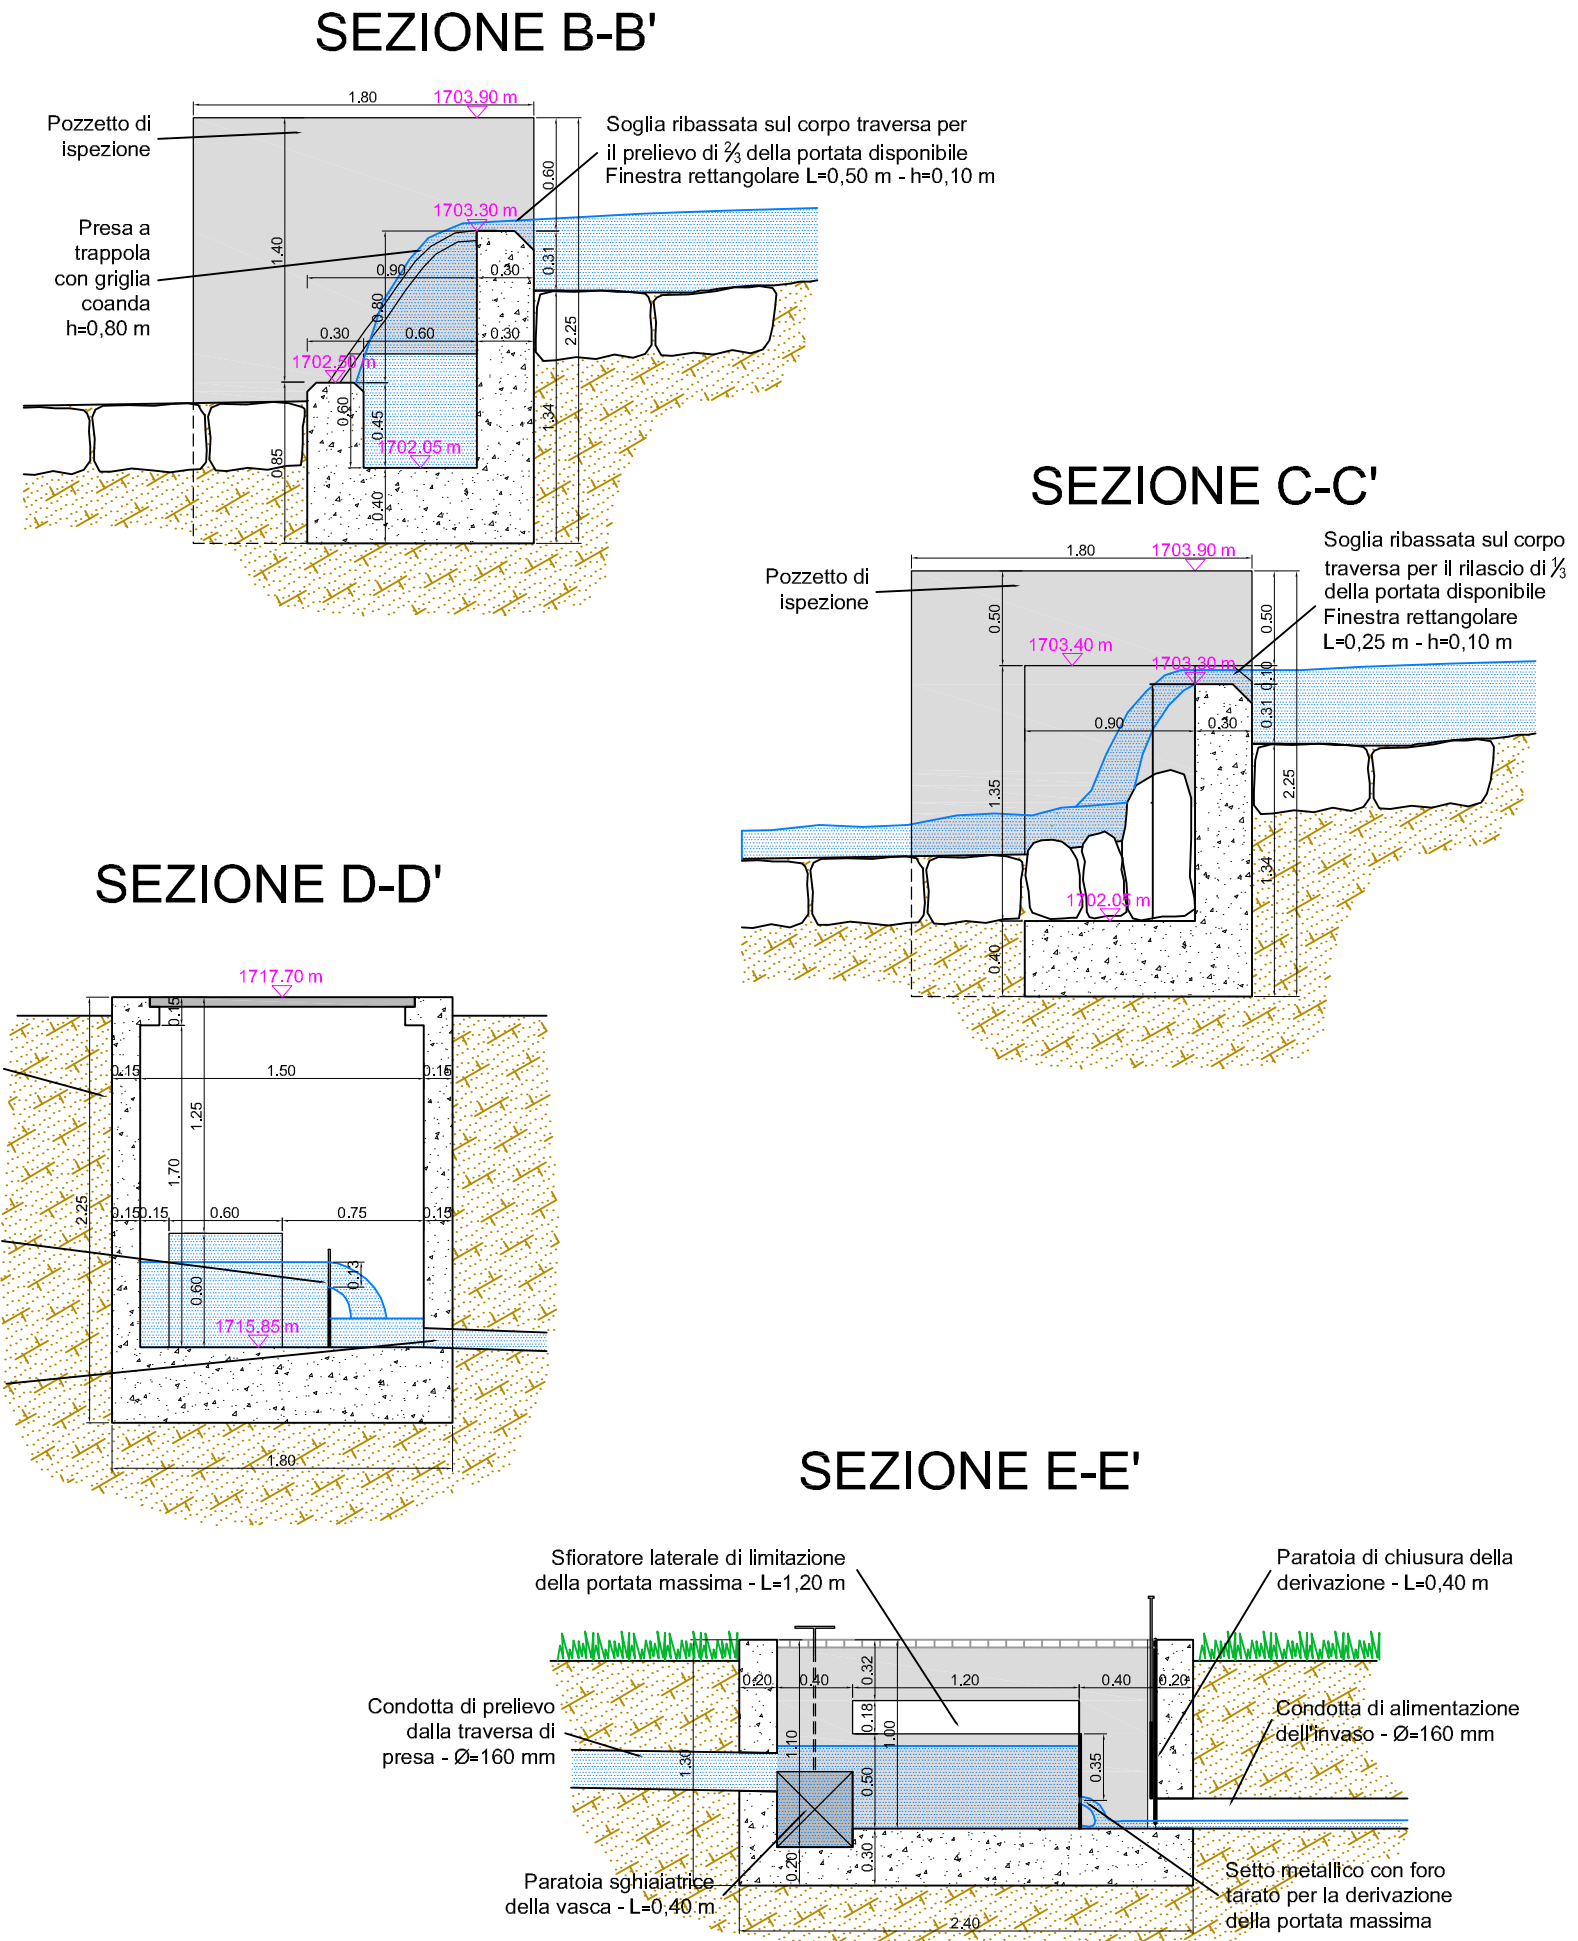 SEZIONE B-B'
1.80
1703.90 m
Pozzetto di
ispezione
Soglia ribassata sul corpo traversa per
il prelievo di ⅔ della portata disponibile
Finestra rettangolare L=0,50 m - h=0,10 m
0.60
1703.30 m
Presa a
trappola
con griglia
coanda
h=0,80 m
1.40
0.90
0.30
0.31
0.80
0.30
0.60
0.30
2.25
1702.50 m
0.60
0.45
1.34
1702.05 m
0.85
0.40
SEZIONE C-C'
1.80
1703.90 m
Pozzetto di
ispezione
Soglia ribassata sul corpo
traversa per il rilascio di ⅓
della portata disponibile
Finestra rettangolare
L=0,25 m - h=0,10 m
0.50
0.50
1703.40 m
1703.30 m
0.10
0.31
0.90
0.30
1.35
2.25
1.34
1702.05 m
0.40
SEZIONE D-D'
1717.70 m
0.15
0.15
1.50
0.15
1.25
1.70
2.25
0.15
0.15
0.60
0.75
0.15
0.13
0.60
1715.85 m
1.80
SEZIONE E-E'
Sfioratore laterale di limitazione
della portata massima - L=1,20 m
Paratoia di chiusura della
derivazione - L=0,40 m
0.32
0.20
0.40
1.20
0.40
0.20
Condotta di prelievo
dalla traversa di
presa - Ø=160 mm
Condotta di alimentazione
dell'invaso - Ø=160 mm
0.18
1.00
1.10
1.30
0.35
0.50
0.20
0.30
Paratoia sghiaiatrice
della vasca - L=0,40 m
Setto metallico con foro
tarato per la derivazione
della portata massima
2.40